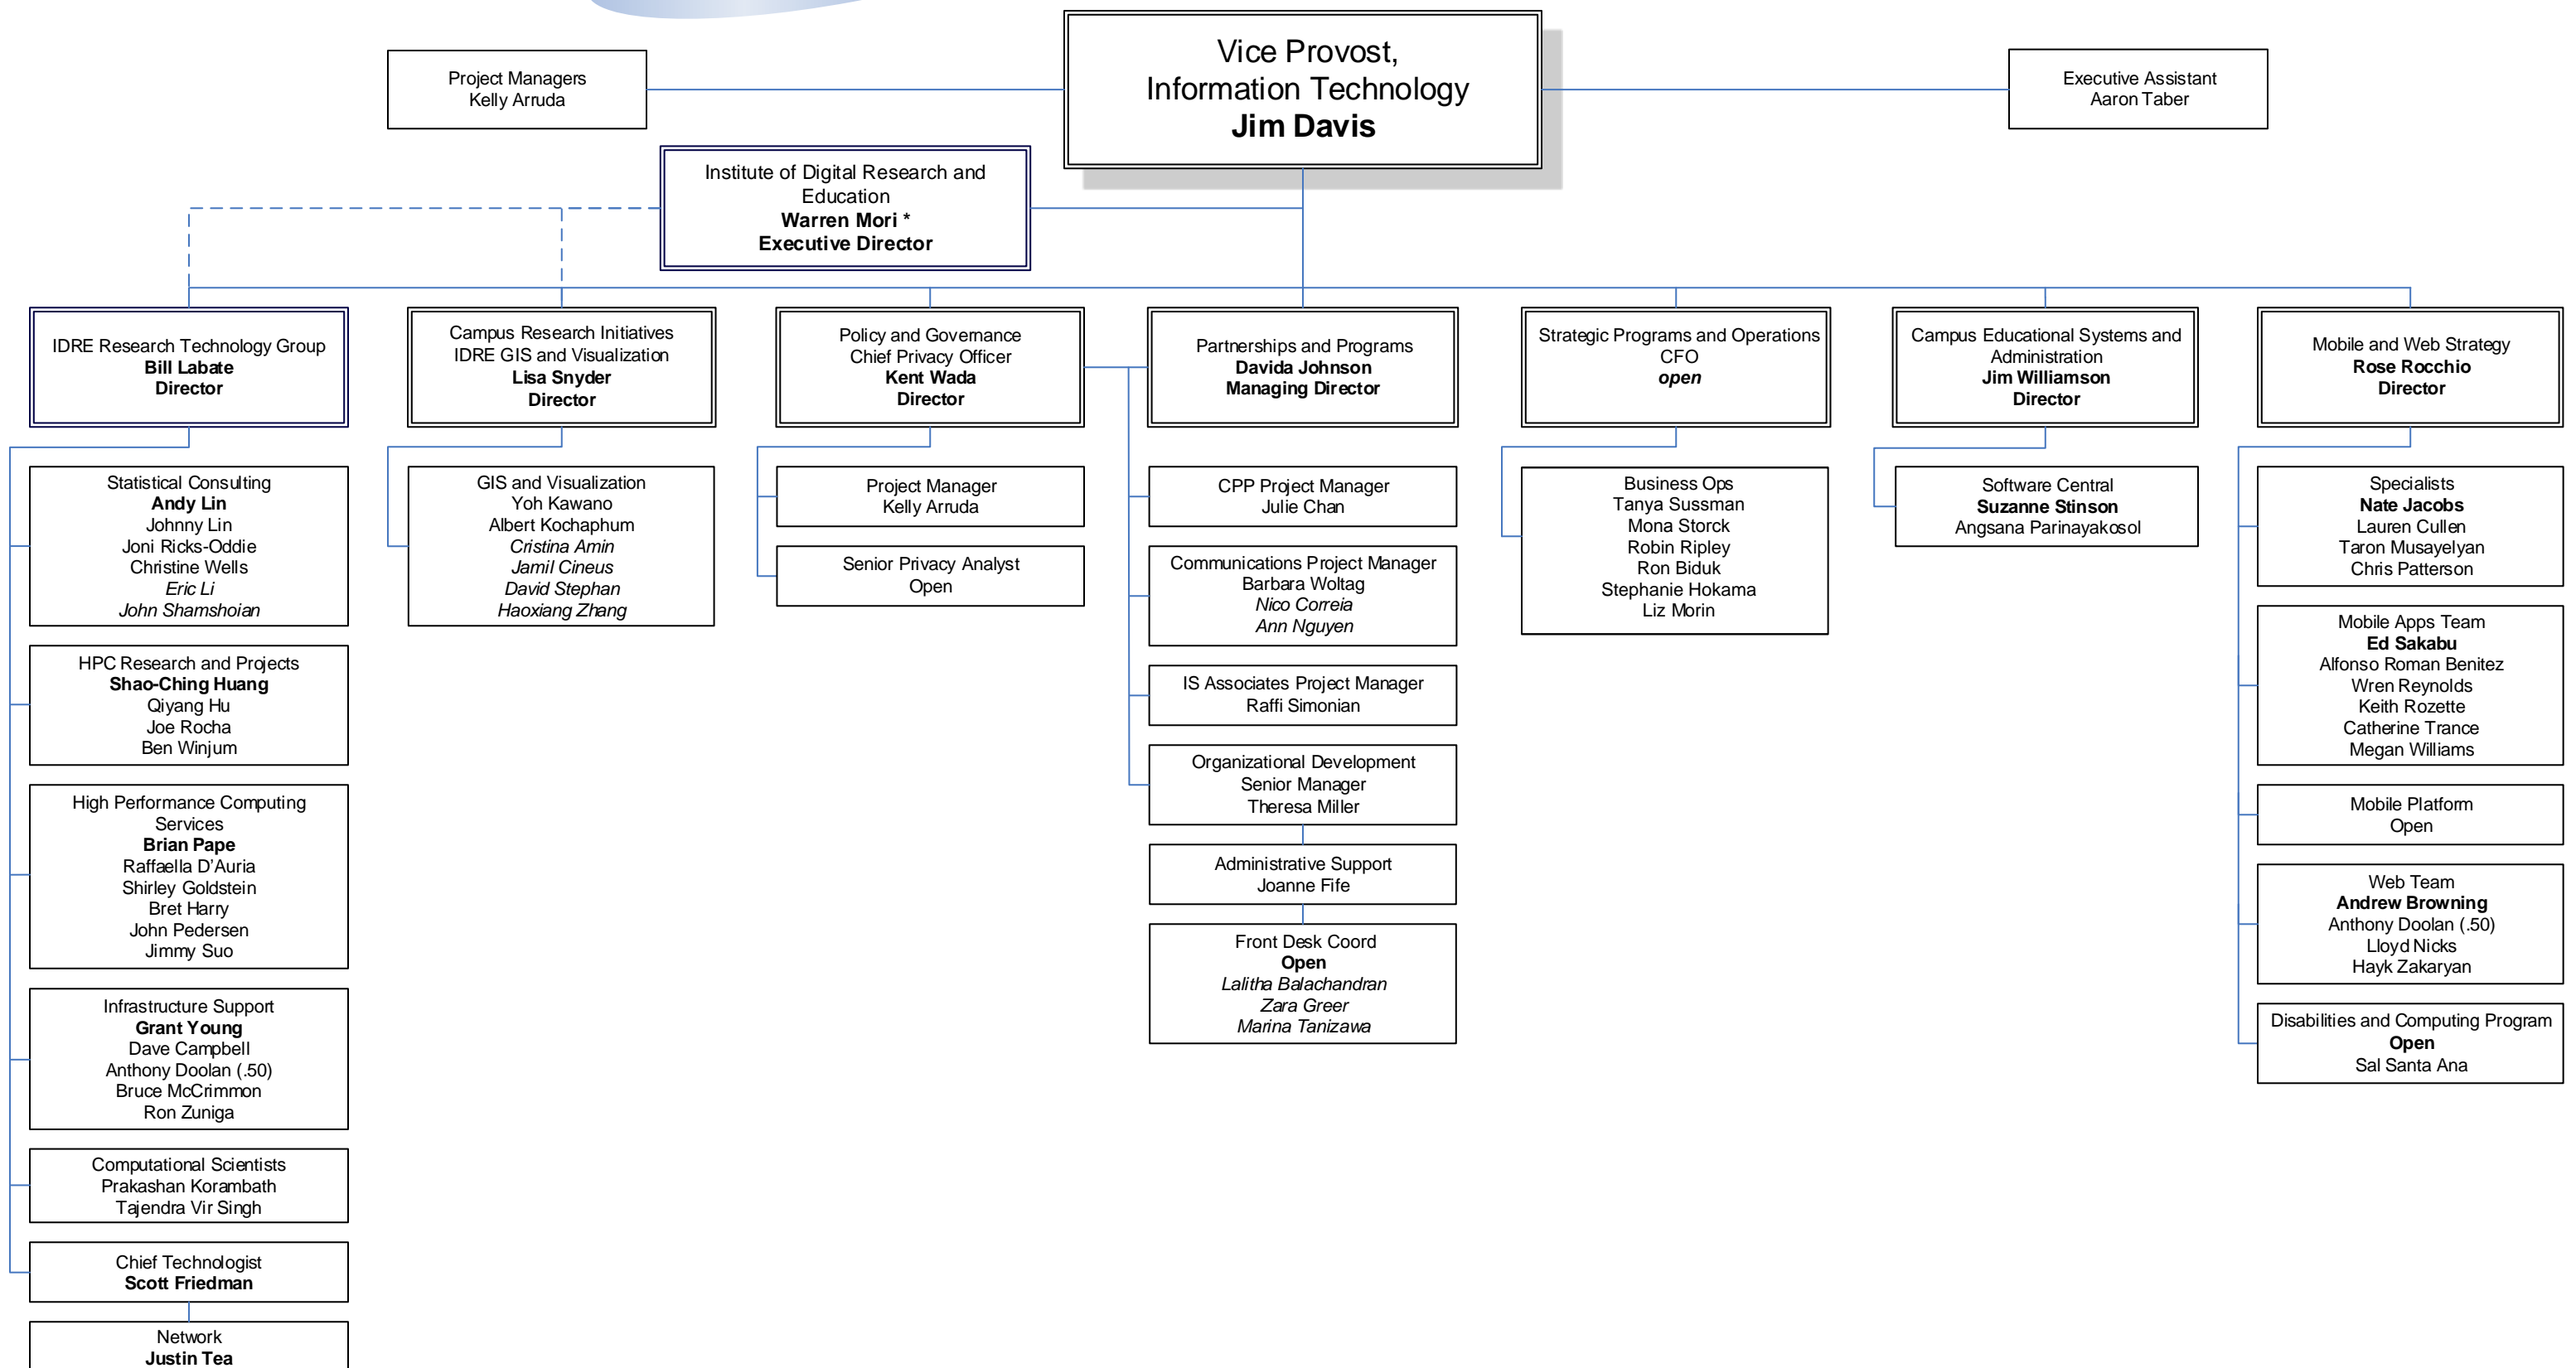 Vice Provost,
Information Technology
Jim Davis
Project Managers
Kelly Arruda
Executive Assistant
Aaron Taber
Institute of Digital Research and
Education
Warren Mori *
Executive Director
IDRE Research Technology Group
Bill Labate
Director
Campus Research Initiatives
IDRE GIS and Visualization
Lisa Snyder
Director
Policy and Governance
Chief Privacy Officer
Kent Wada
Director
Partnerships and Programs
Davida Johnson
Managing Director
Strategic Programs and Operations
CFO
open
Campus Educational Systems and
Administration
Jim Williamson
Director
Mobile and Web Strategy
Rose Rocchio
Director
Statistical Consulting
Andy Lin
Johnny Lin
Joni Ricks-Oddie
Christine Wells
Eric Li
John Shamshoian
HPC Research and Projects
Shao-Ching Huang
Qiyang Hu
Joe Rocha
Ben Winjum
High Performance Computing
Services
Brian Pape
Raffaella D'Auria
Shirley Goldstein
Bret Harry
John Pedersen
Jimmy Suo
Infrastructure Support
Grant Young
Dave Campbell
Anthony Doolan (.50)
Bruce McCrimmon
Ron Zuniga
Computational Scientists
Prakashan Korambath
Tajendra Vir Singh
Chief Technologist
Scott Friedman
Network
Justin Tea
GIS and Visualization
Yoh Kawano
Albert Kochaphum
Cristina Amin
Jamil Cineus
David Stephan
Haoxiang Zhang
Project Manager
Kelly Arruda
Senior Privacy Analyst
Open
CPP Project Manager
Julie Chan
Communications Project Manager
Barbara Woltag
Nico Correia
Ann Nguyen
IS Associates Project Manager
Raffi Simonian
Organizational Development
Senior Manager
Theresa Miller
Administrative Support
Joanne Fife
Front Desk Coord
Open
Lalitha Balachandran
Zara Greer
Marina Tanizawa
Business Ops
Tanya Sussman
Mona Storck
Robin Ripley
Ron Biduk
Stephanie Hokama
Liz Morin
Software Central
Suzanne Stinson
Angsana Parinayakosol
Specialists
Nate Jacobs
Lauren Cullen
Taron Musayelyan
Chris Patterson
Mobile Apps Team
Ed Sakabu
Alfonso Roman Benitez
Wren Reynolds
Keith Rozette
Catherine Trance
Megan Williams
Mobile Platform
Open
Web Team
Andrew Browning
Anthony Doolan (.50)
Lloyd Nicks
Hayk Zakaryan
Disabilities and Computing Program
Open
Sal Santa Ana